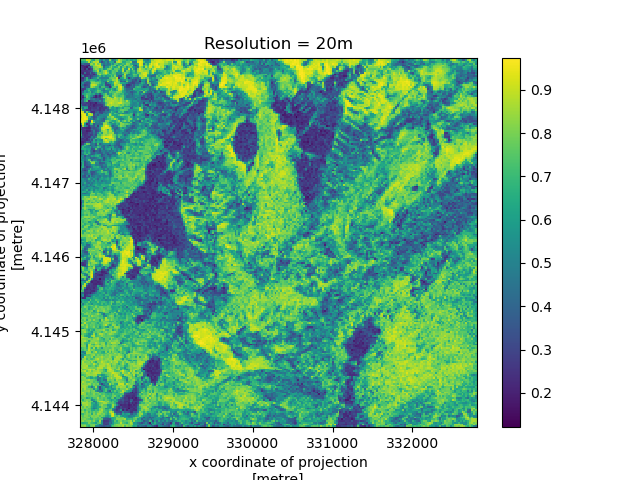 Resolution = 20m
1e6
4.148
4.147
4.146
4.145
4.144
y coordinate of projection
[metre]
328000 329000 330000 331000 332000
x coordinate of projection
[metre]
0.9
0.8
0.7
0.6
0.5
0.4
0.3
0.2